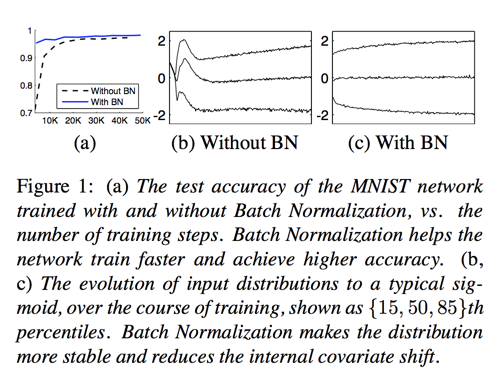 1
0.9
0.8
0.7
Without BN
With BN
10K 20K 30K 40K 50K
2
0
-2
2
0
-2
(a)
(b) Without BN
(c) With BN
Figure 1: (a) The test accuracy of the MNIST network
trained with and without Batch Normalization, vs. the
number of training steps. Batch Normalization helps the
network train faster and achieve higher accuracy. (b,
c) The evolution of input distributions to a typical sig-
moid, over the course of training, shown as {15, 50, 85}th
percentiles. Batch Normalization makes the distribution
more stable and reduces the internal covariate shift.